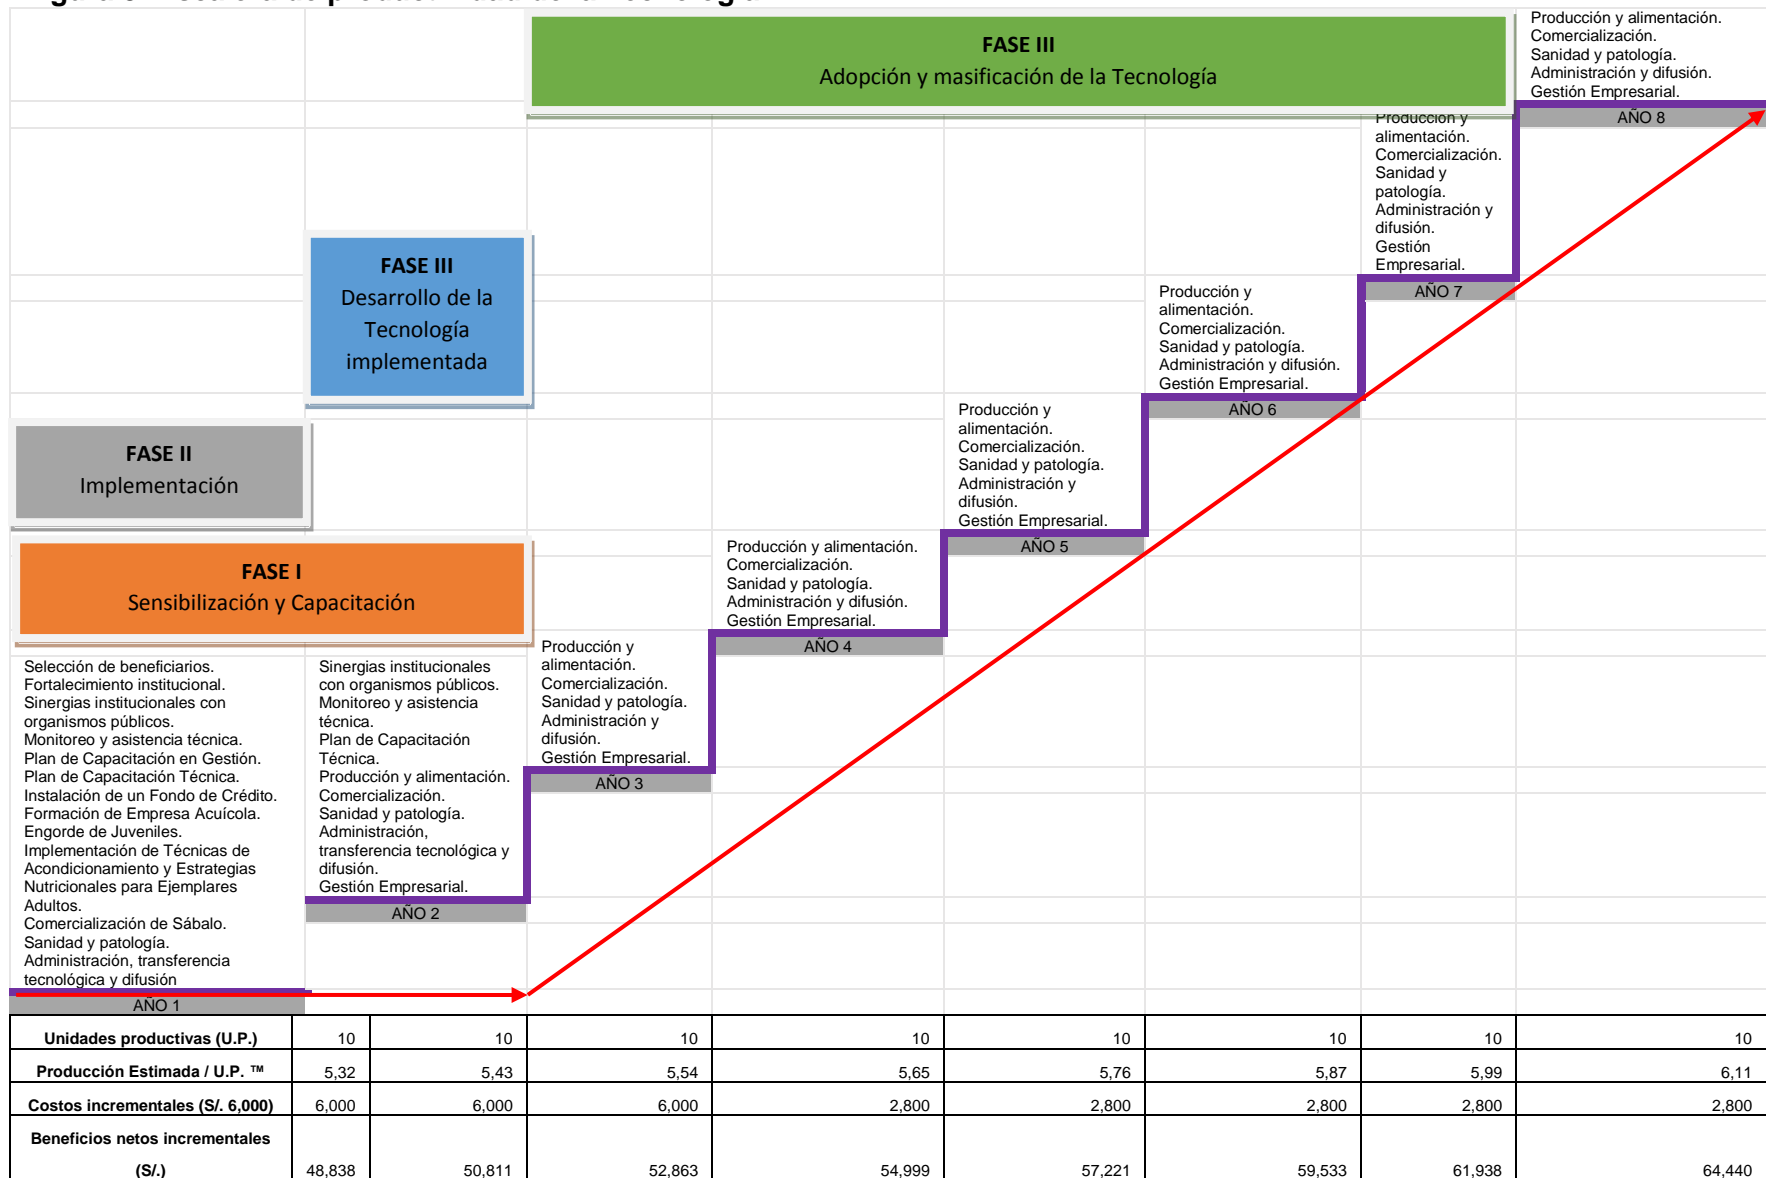 FASE III
Adopción y masificación de la Tecnología
Producción y alimentación.
Comercialización.
Sanidad y patología.
Administración y difusión.
Gestión Empresarial.
AÑO 8
Producción y
alimentación.
Comercialización.
Sanidad y
patología.
Administración y
difusión.
Gestión
Empresarial.
AÑO 7
FASE III
Desarrollo de la
Tecnología
implementada
Producción y
alimentación.
Comercialización.
Sanidad y patología.
Administración y difusión.
Gestión Empresarial.
AÑO 6
FASE II
Implementación
Producción y
alimentación.
Comercialización.
Sanidad y patología.
Administración y
difusión.
Gestión Empresarial.
AÑO 5
FASE I
Sensibilización y Capacitación
Producción y alimentación.
Comercialización.
Sanidad y patología.
Administración y difusión.
Gestión Empresarial.
AÑO 4
Producción y
alimentación.
Comercialización.
Sanidad y patología.
Administración y
difusión.
Gestión Empresarial.
AÑO 3
Sinergias institucionales
con organismos públicos.
Monitoreo y asistencia
técnica.
Plan de Capacitación
Técnica.
Producción y alimentación.
Comercialización.
Sanidad y patología.
Administración,
transferencia tecnológica y
difusión.
Gestión Empresarial.
AÑO 2
Selección de beneficiarios.
Fortalecimiento institucional.
Sinergias institucionales con
organismos públicos.
Monitoreo y asistencia técnica.
Plan de Capacitación en Gestión.
Plan de Capacitación Técnica.
Instalación de un Fondo de Crédito.
Formación de Empresa Acuícola.
Engorde de Juveniles.
Implementación de Técnicas de
Acondicionamiento y Estrategias
Nutricionales para Ejemplares
Adultos.
Comercialización de Sábalo.
Sanidad y patología.
Administración, transferencia
tecnológica y difusión
AÑO 1
Unidades productivas (U.P.) 10 10 10 10 10 10 10 10
Producción Estimada / U.P. ™ 5,32 5,43 5,54 5,65 5,76 5,87 5,99 6,11
Costos incrementales (S/. 6,000) 6,000 6,000 6,000 2,800 2,800 2,800 2,800 2,800
Beneficios netos incrementales
(S/.) 48,838 50,811 52,863 54,999 57,221 59,533 61,938 64,440